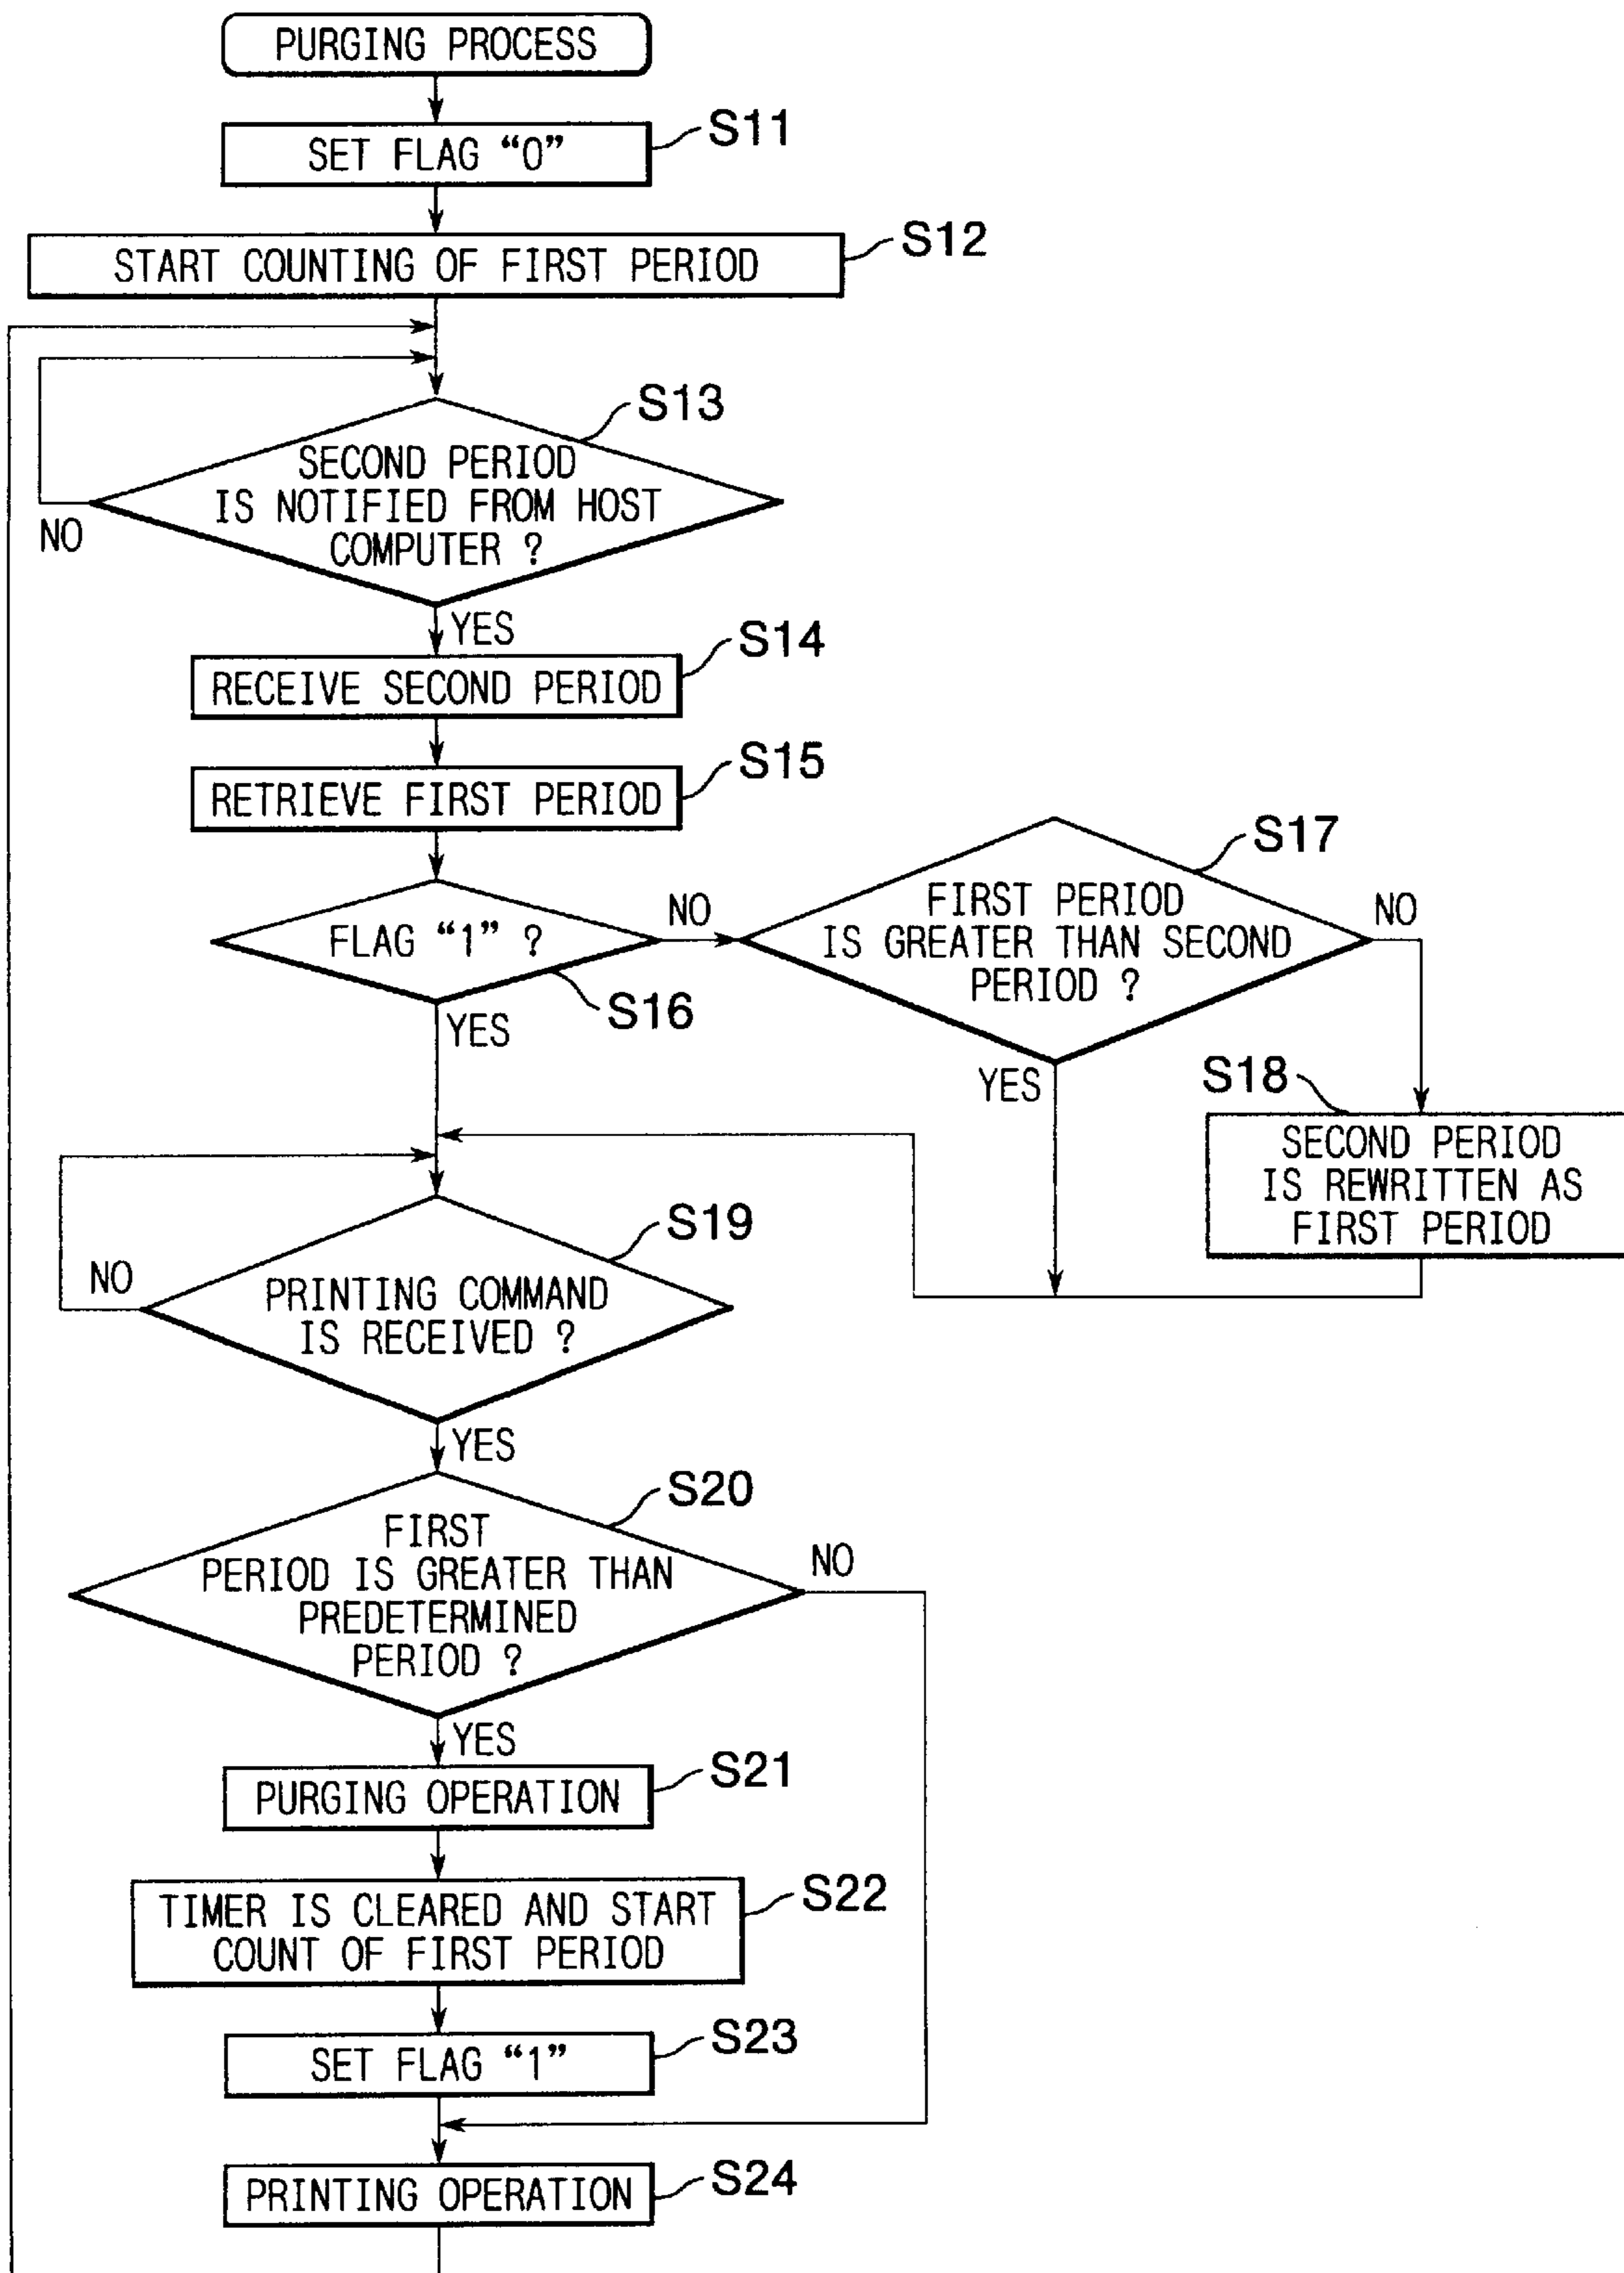 PURGING PROCESS
S11
SET FLAG “0”
S12
START COUNTING OF FIRST PERIOD
S13
SECOND PERIOD
IS NOTIFIED FROM HOST
COMPUTER ?
NO
YES
S14
RECEIVE SECOND PERIOD
S15
RETRIEVE FIRST PERIOD
FLAG “1” ?
NO
S16
YES
S17
FIRST PERIOD
IS GREATER THAN SECOND
PERIOD ?
NO
YES
S18
SECOND PERIOD
IS REWRITTEN AS
FIRST PERIOD
S19
PRINTING COMMAND
IS RECEIVED ?
NO
YES
S20
FIRST
PERIOD IS GREATER THAN
PREDETERMINED
PERIOD ?
NO
YES
S21
PURGING OPERATION
S22
TIMER IS CLEARED AND START
COUNT OF FIRST PERIOD
S23
SET FLAG “1”
S24
PRINTING OPERATION